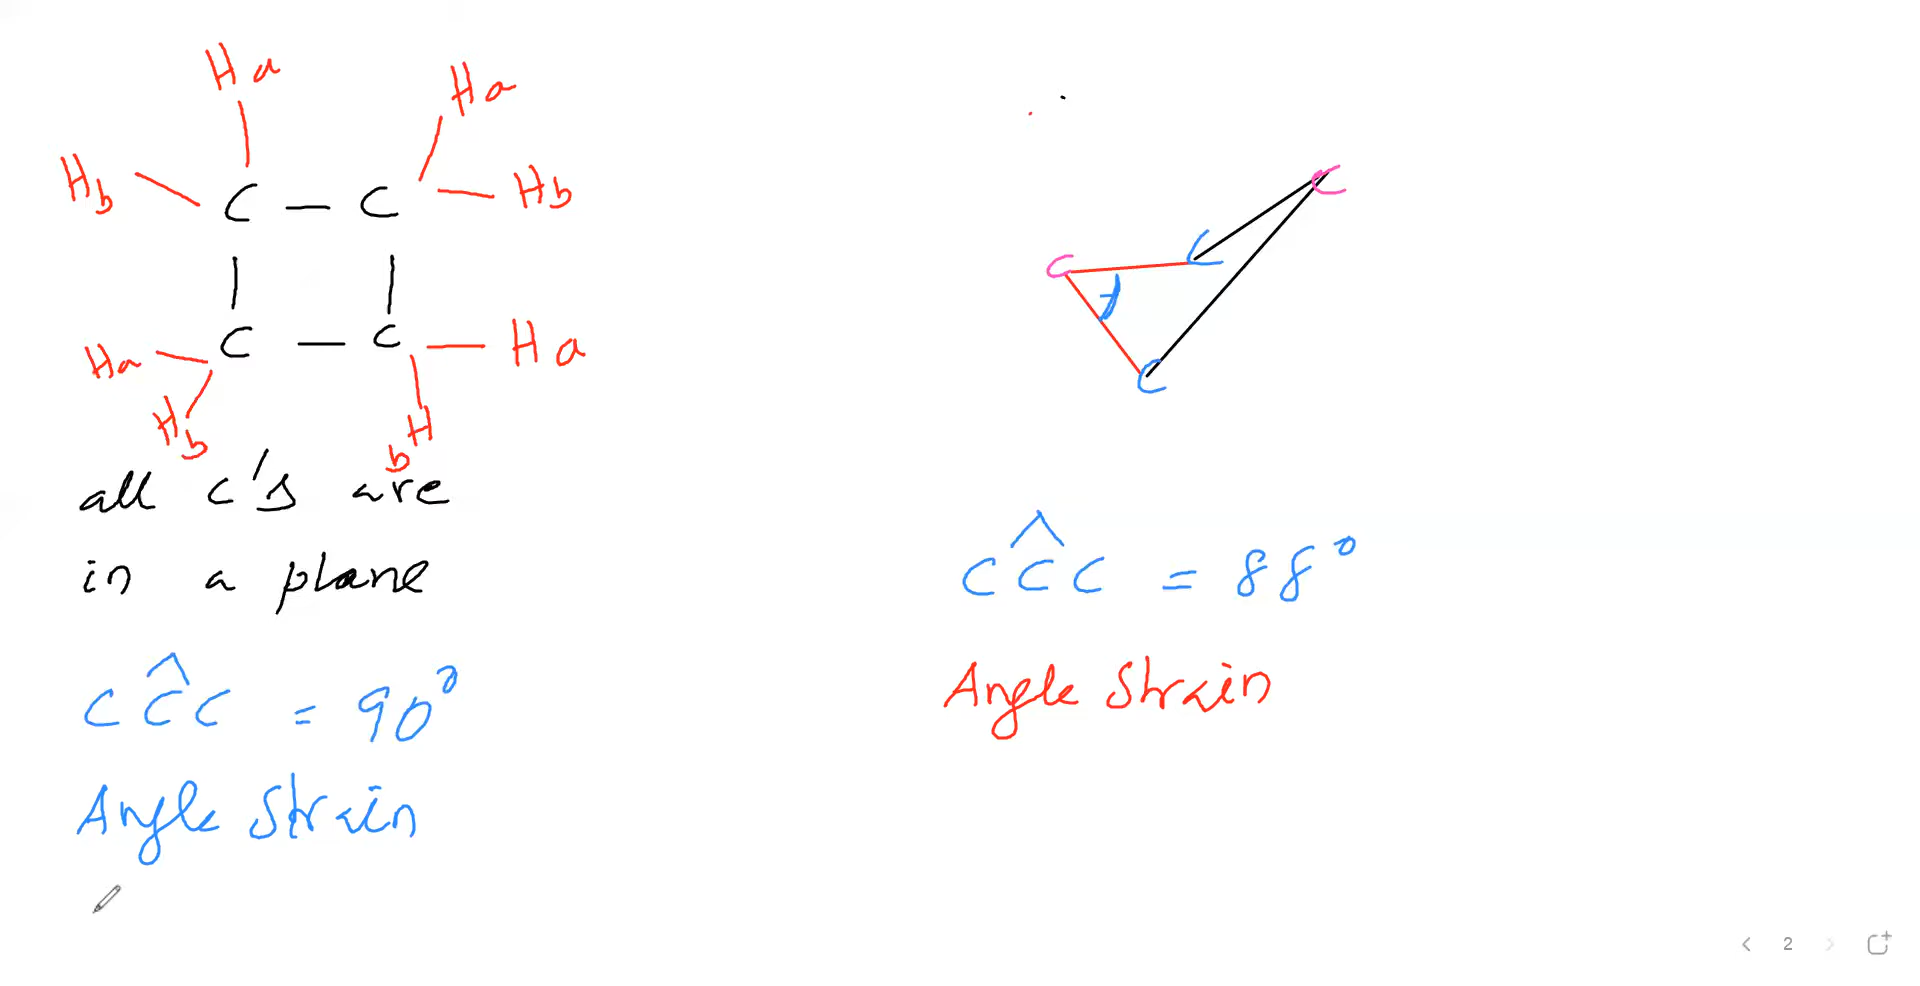 Ha
Ha
Hb
C — C
Hb
C — C
Ha
Ha
Hb
H
b
all c's are
in a plane
CĈC = 90°
Angle Strain
C
C
C
C
CĈC = 88°
Angle Strain
2